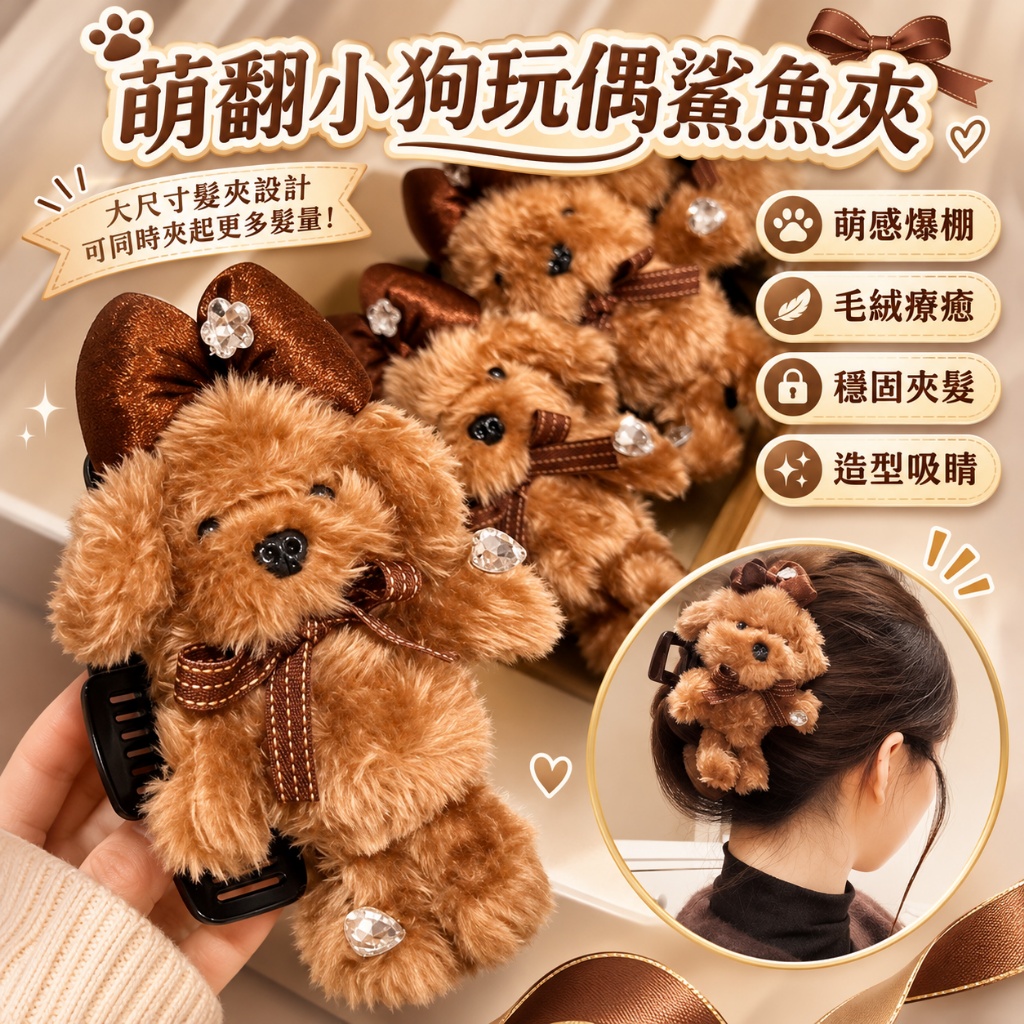 萌翻小狗玩偶鯊魚夾
大尺寸髮夾設計
可同時夾起更多髮量!
萌感爆棚
毛絨療癒
穩固夾髮
造型吸睛